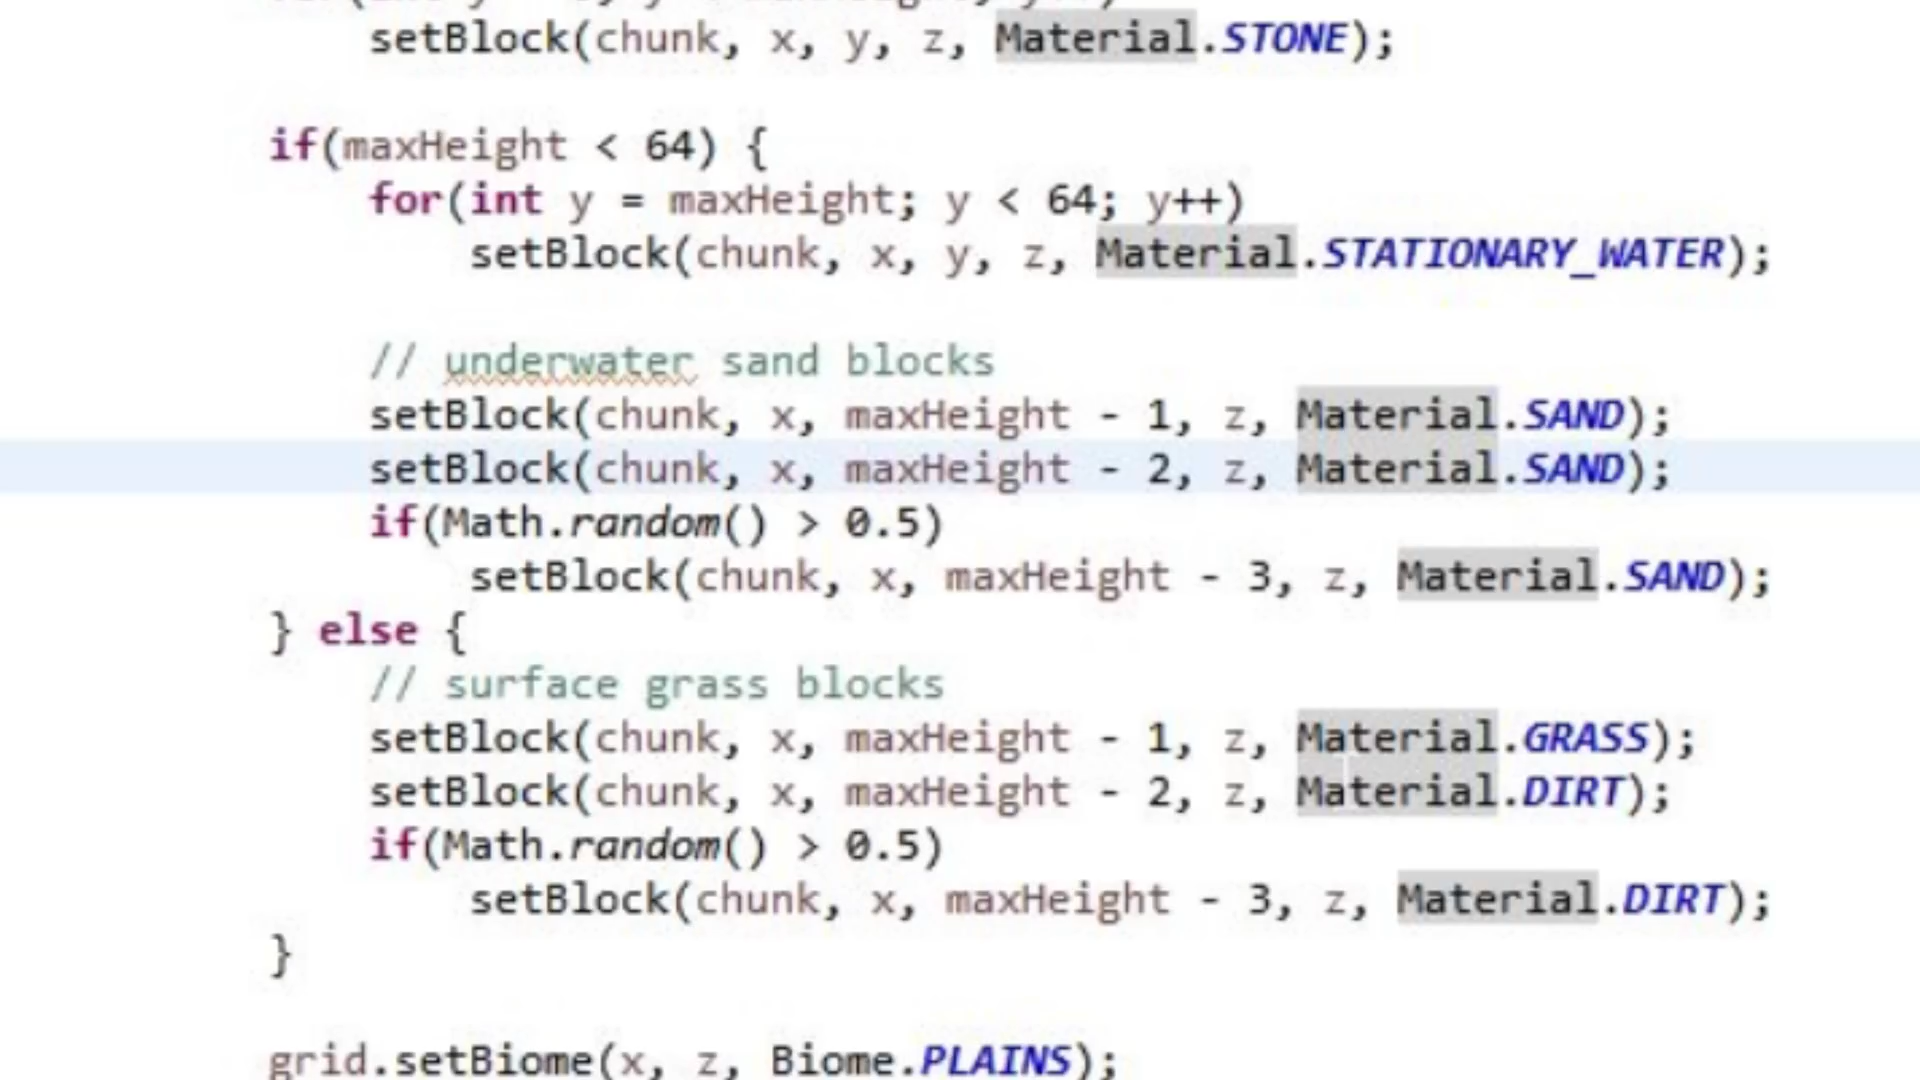 setBlock(chunk, x, y, z, Material.STONE);
if(maxHeight < 64) {
for(int y = maxHeight; y < 64; y++)
setBlock(chunk, x, y, z, Material.STATIONARY_WATER);
// underwater sand blocks
setBlock(chunk, x, maxHeight - 1, z, Material.SAND);
setBlock(chunk, x, maxHeight - 2, z, Material.SAND);
if(Math.random() > 0.5)
setBlock(chunk, x, maxHeight - 3, z, Material.SAND);
} else {
// surface grass blocks
setBlock(chunk, x, maxHeight - 1, z, Material.GRASS);
setBlock(chunk, x, maxHeight - 2, z, Material.DIRT);
if(Math.random() > 0.5)
setBlock(chunk, x, maxHeight - 3, z, Material.DIRT);
}
grid.setBiome(x, z, Biome.PLAINS);